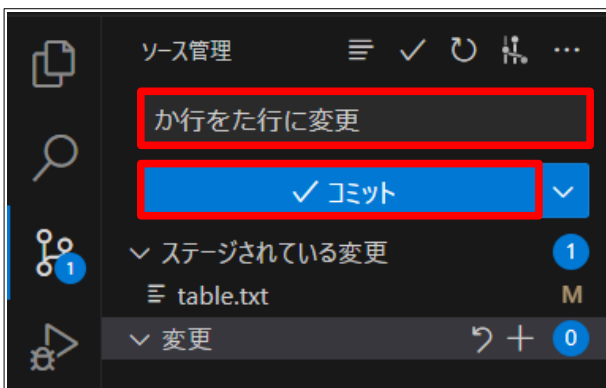 ソース管理
か行をた行に変更
コミット
ステージされている変更 1
1
table.txt M
変更 0